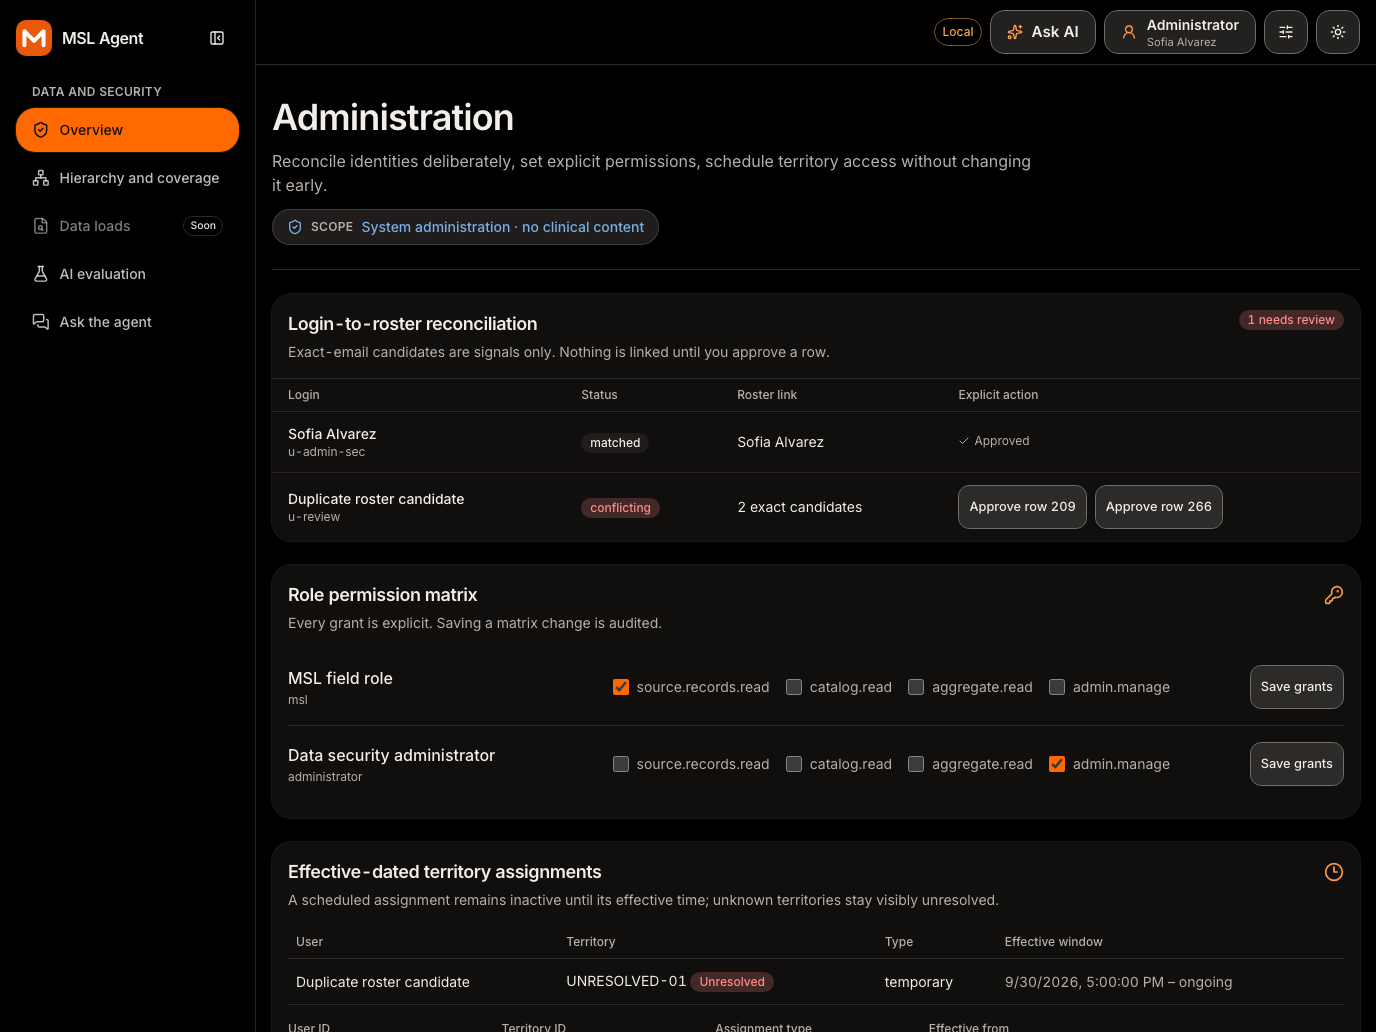 MSL Agent
Local
Ask AI
Administrator
Sofia Alvarez
DATA AND SECURITY
Overview
Hierarchy and coverage
Data loads
Soon
AI evaluation
Ask the agent
Administration
Reconcile identities deliberately, set explicit permissions, schedule territory access without changing
it early.
SCOPE System administration · no clinical content
Login-to-roster reconciliation
1 needs review
Exact-email candidates are signals only. Nothing is linked until you approve a row.
Login Status Roster link Explicit action
Sofia Alvarez
u-admin-sec
matched
Sofia Alvarez
Approved
Duplicate roster candidate
u-review
conflicting
2 exact candidates
Approve row 209
Approve row 266
Role permission matrix
Every grant is explicit. Saving a matrix change is audited.
MSL field role
msl
source.records.read catalog.read aggregate.read admin.manage
Save grants
Data security administrator
administrator
source.records.read catalog.read aggregate.read admin.manage
Save grants
Effective-dated territory assignments
A scheduled assignment remains inactive until its effective time; unknown territories stay visibly unresolved.
User Territory Type Effective window
Duplicate roster candidate UNRESOLVED-01 Unresolved temporary 9/30/2026, 5:00:00 PM – ongoing
User ID Territory ID Assignment type Effective from